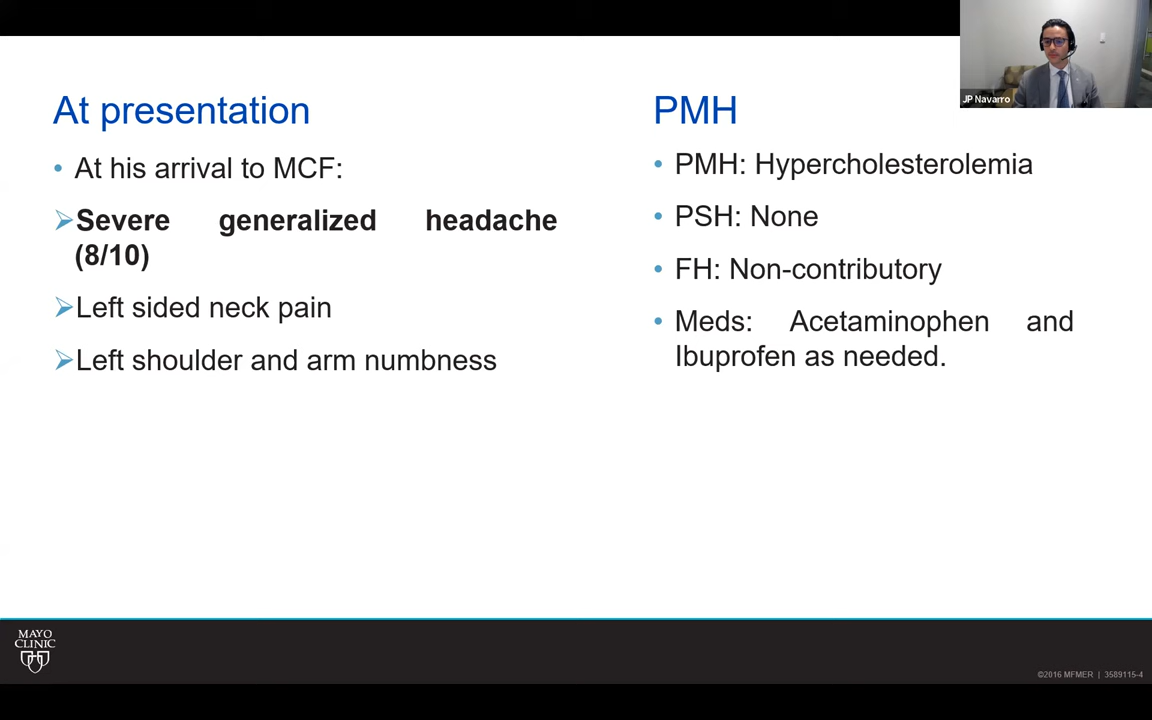 At presentation
• At his arrival to MCF:
➢Severe generalized headache
(8/10)
➢Left sided neck pain
➢Left shoulder and arm numbness
PMH
• PMH: Hypercholesterolemia
• PSH: None
• FH: Non-contributory
• Meds: Acetaminophen and
Ibuprofen as needed.
JP Navarro
MAYO
CLINIC
©2016 MFMER | 3589115-4